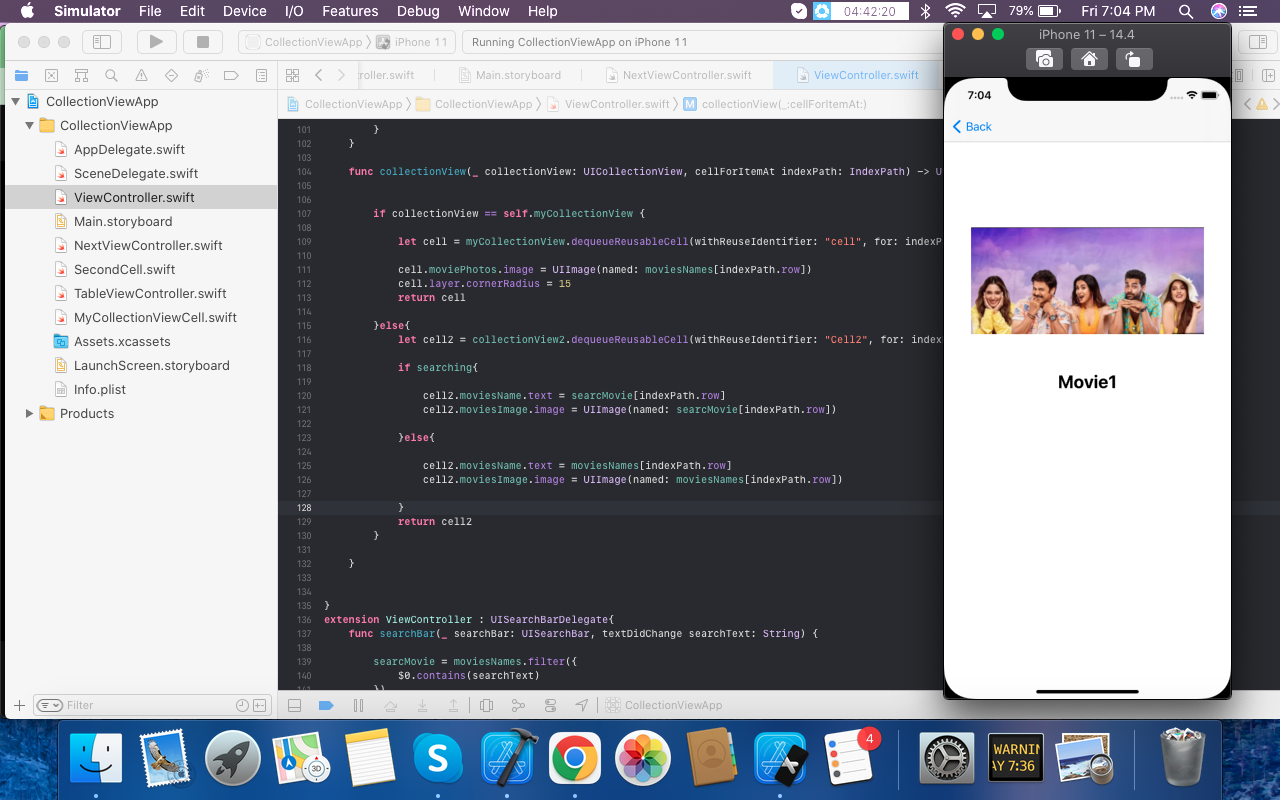 Simulator File Edit Device I/O Features Debug Window Help 04:42:20 79% Fri 7:04 PM
CollectionViewApp iPhone 11 Running CollectionViewApp on iPhone 11
roller.swift Main.storyboard NextViewController.swift ViewController.swift
CollectionViewApp CollectionViewApp ViewController.swift M collectionView(_:cellForItemAt:)
CollectionViewApp
CollectionViewApp
AppDelegate.swift
SceneDelegate.swift
ViewController.swift
Main.storyboard
NextViewController.swift
SecondCell.swift
TableViewController.swift
MyCollectionViewCell.swift
Assets.xcassets
LaunchScreen.storyboard
Info.plist
Products
Filter
101 }
102 }
103
104 func collectionView(_ collectionView: UICollectionView, cellForItemAt indexPath: IndexPath) -> U
105
106
107 if collectionView == self.myCollectionView {
108
109 let cell = myCollectionView.dequeueReusableCell(withReuseIdentifier: "cell", for: indexP
110
111 cell.moviePhotos.image = UIImage(named: moviesNames[indexPath.row])
112 cell.layer.cornerRadius = 15
113 return cell
114
115 }else{
116 let cell2 = collectionView2.dequeueReusableCell(withReuseIdentifier: "Cell2", for: index
117
118 if searching{
119
120 cell2.moviesName.text = searcMovie[indexPath.row]
121 cell2.moviesImage.image = UIImage(named: searcMovie[indexPath.row])
122
123 }else{
124
125 cell2.moviesName.text = moviesNames[indexPath.row]
126 cell2.moviesImage.image = UIImage(named: moviesNames[indexPath.row])
127
128 }
129 return cell2
130 }
131
132 }
133
134
135 }
136 extension ViewController : UISearchBarDelegate{
137 func searchBar(_ searchBar: UISearchBar, textDidChange searchText: String) {
138
139 searcMovie = moviesNames.filter({
140 $0.contains(searchText)
141 })
CollectionViewApp
iPhone 11 – 14.4
7:04
Back
Movie1
3D
S
4
WARNIN
AY 7:36